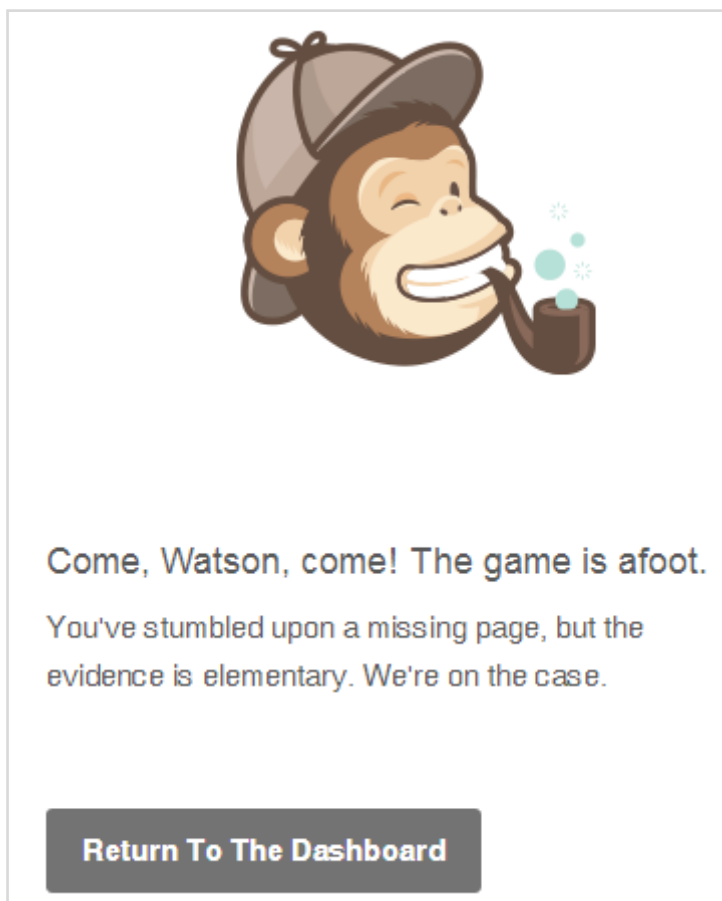 Come, Watson, come! The game is afoot.
You've stumbled upon a missing page, but the
evidence is elementary. We're on the case.
Return To The Dashboard